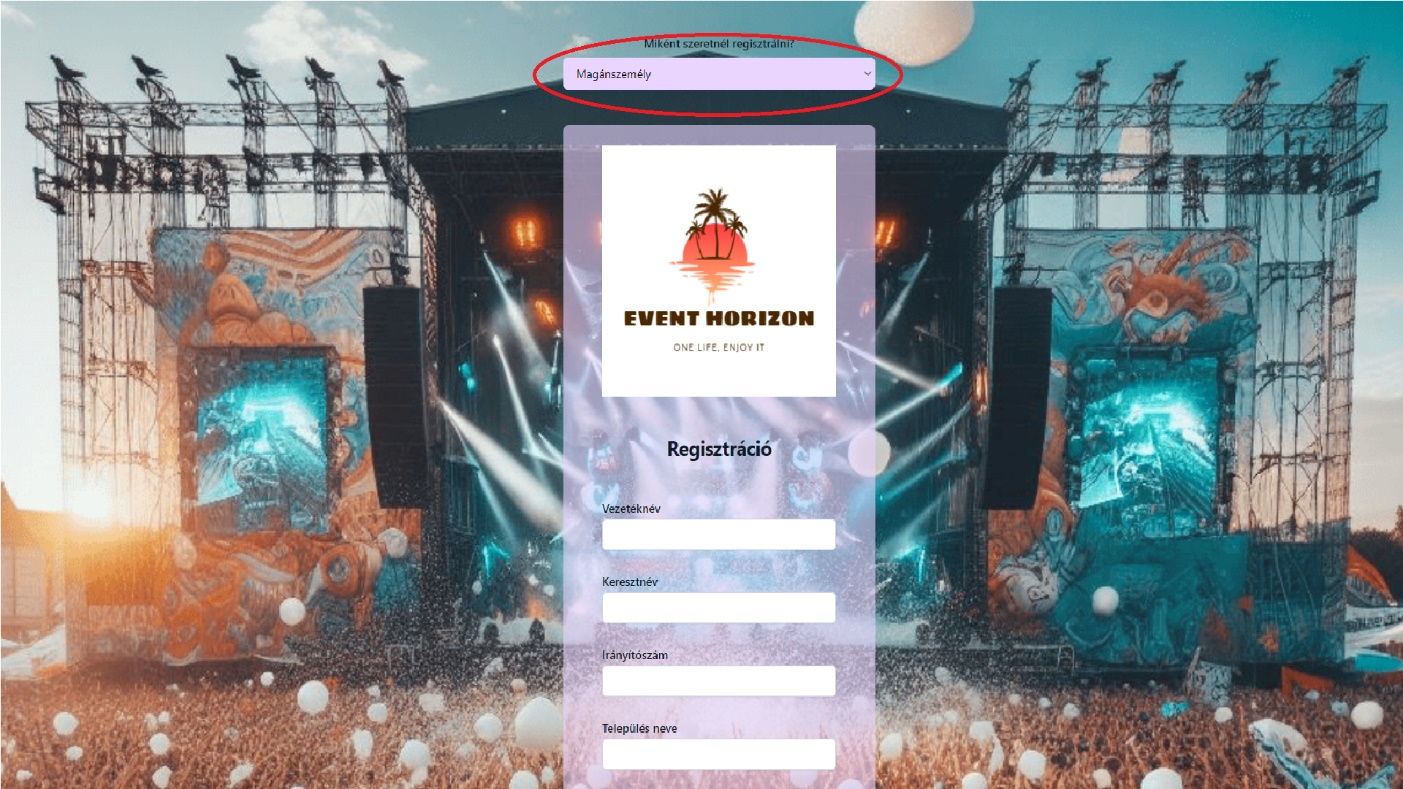 Miként szeretnél regisztrálni?
Magánszemély
EVENT HORIZON
ONE LIFE, ENJOY IT
Regisztráció
Vezetéknév
Keresztnév
Irányítószám
Település neve